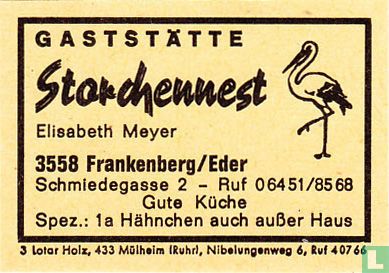 GASTSTÄTTE
Storchennest
Elisabeth Meyer
3558 Frankenberg/Eder
Schmiedegasse 2 – Ruf 06451/8568
Gute Küche
Spez.: 1a Hähnchen auch außer Haus
3 Lotar Holz, 433 Mülheim (Ruhr), Nibelungenweg 6, Ruf 40766
catawiki